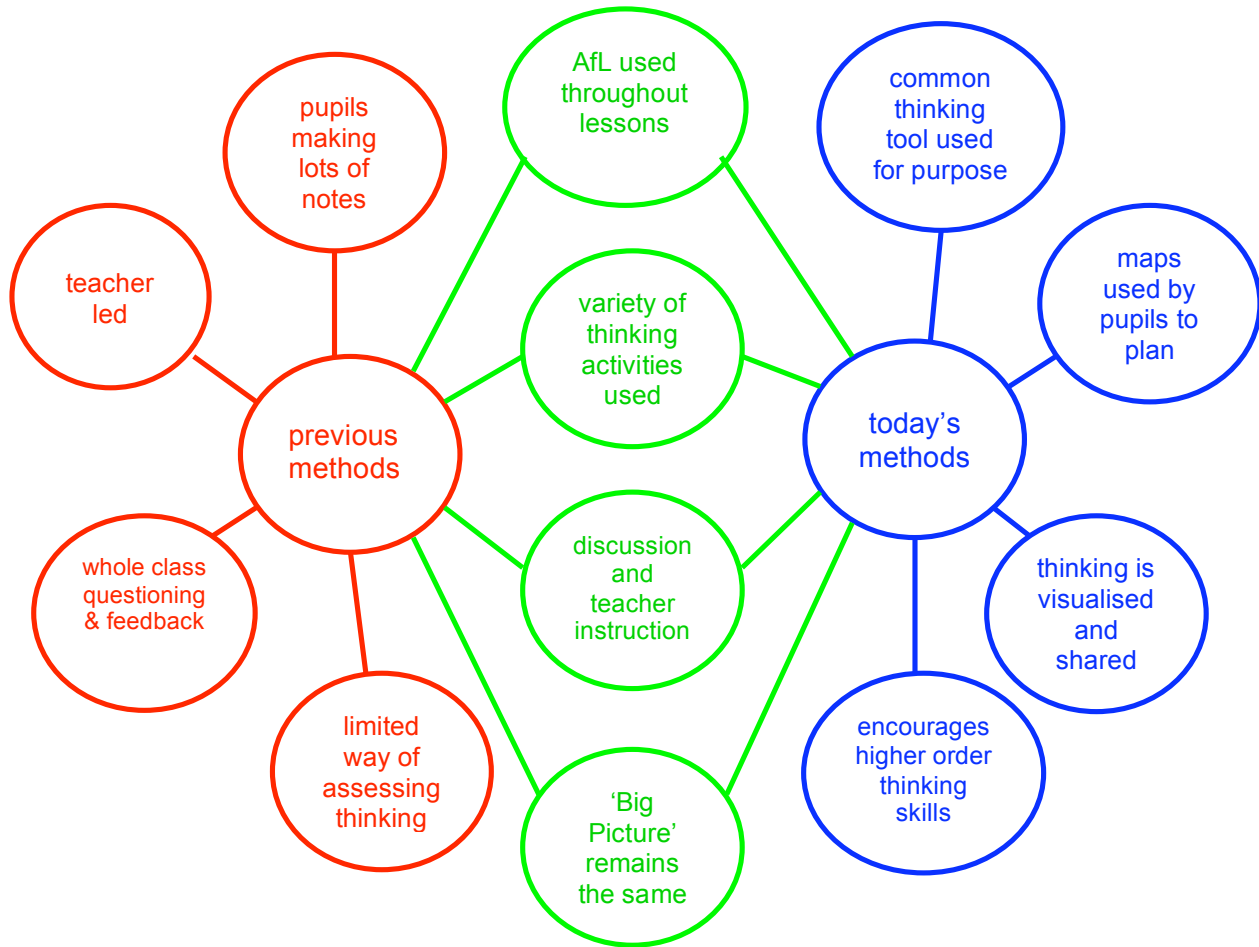 pupils
making
lots of
notes
teacher
led
previous
methods
whole class
questioning
& feedback
limited
way of
assessing
thinking
AfL used
throughout
lessons
variety of
thinking
activities
used
discussion
and
teacher
instruction
‘Big
Picture’
remains
the same
common
thinking
tool used
for purpose
maps
used by
pupils to
plan
today’s
methods
thinking is
visualised
and
shared
encourages
higher order
thinking
skills